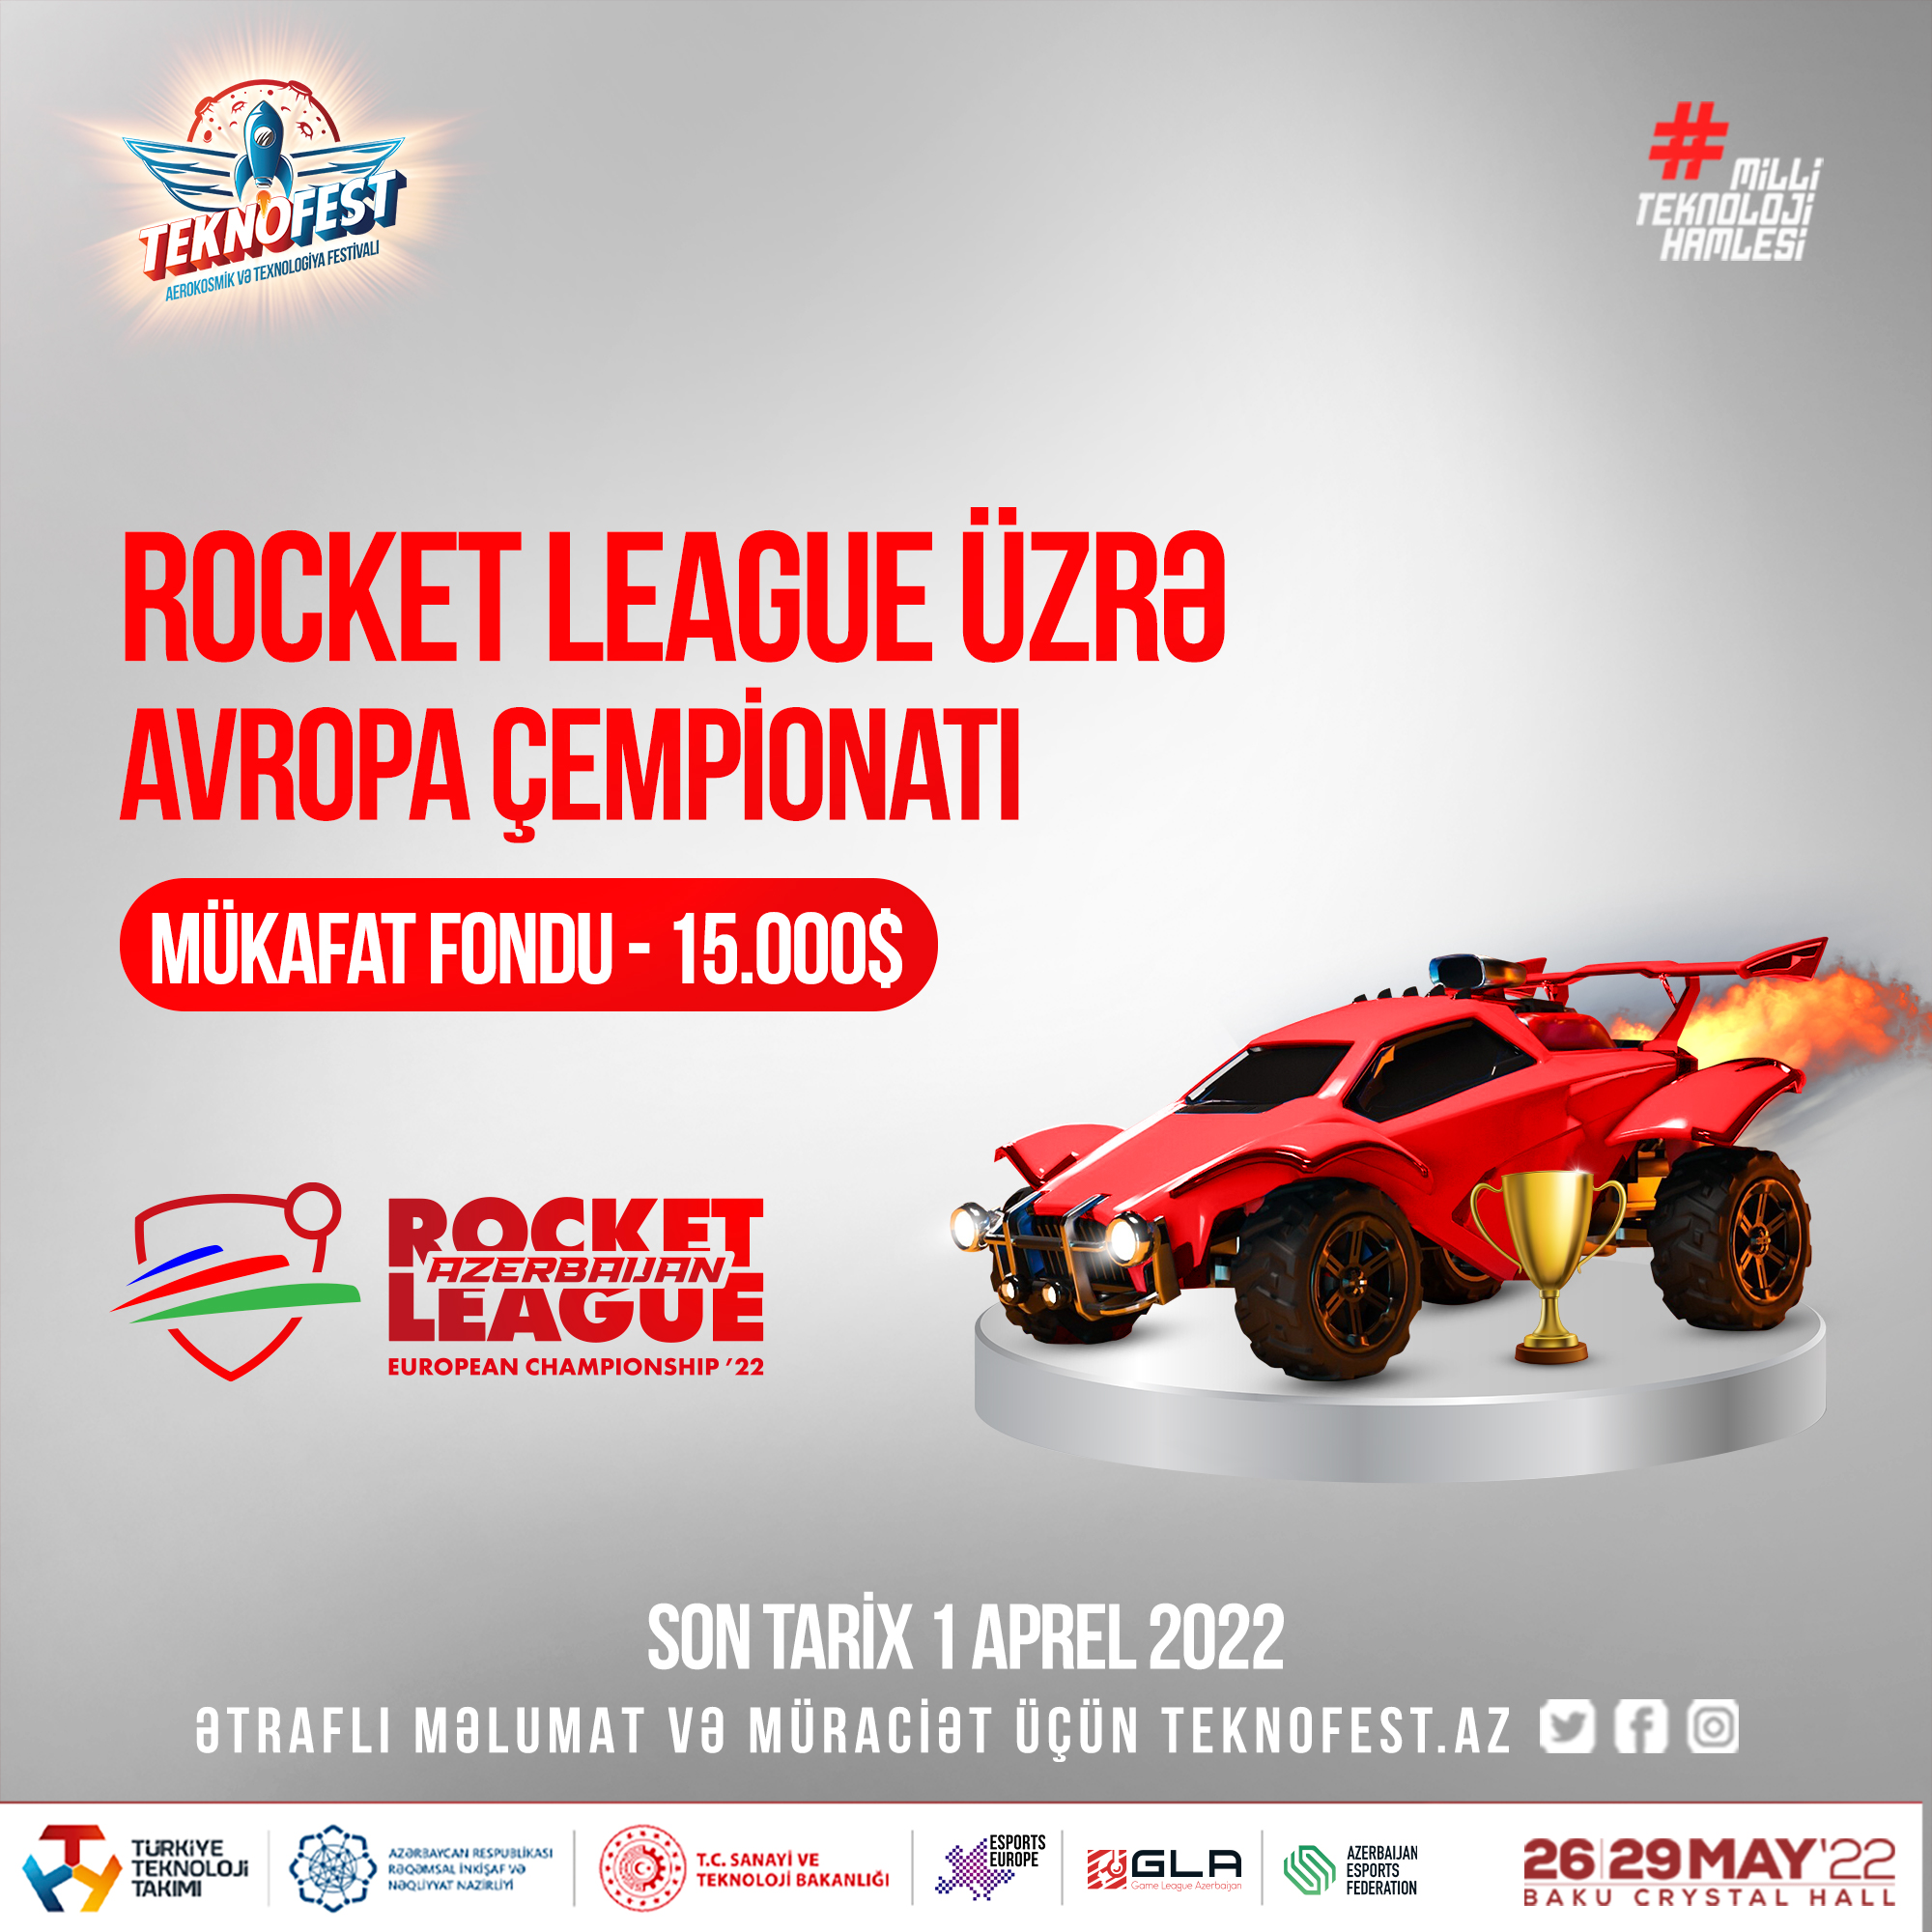 TEKNOFEST
AEROKOSMİK VƏ TEXNOLOGİYA FESTİVALI
#MİLLİ
TEKNOLOJİ
HAMLESİ
ROCKET LEAGUE ÜZRƏ
AVROPA ÇEMPİONATI
MÜKAFAT FONDU - 15.000$
ROCKET
AZERBAIJAN
LEAGUE
EUROPEAN CHAMPIONSHIP '22
SON TARİX 1 APREL 2022
ƏTRAFLI MƏLUMAT VƏ MÜRACİƏT ÜÇÜN TEKNOFEST.AZ
TÜRKİYE
TEKNOLOJİ
TAKIMI
AZƏRBAYCAN RESPUBLİKASI
RƏQƏMSAL İNKİŞAF VƏ
NƏQLİYYAT NAZİRLİYİ
T.C. SANAYİ VE
TEKNOLOJİ BAKANLIĞI
ESPORTS
EUROPE
GLA
Game League Azerbaijan
AZERBAIJAN
ESPORTS
FEDERATION
26|29 MAY'22
BAKU CRYSTAL HALL